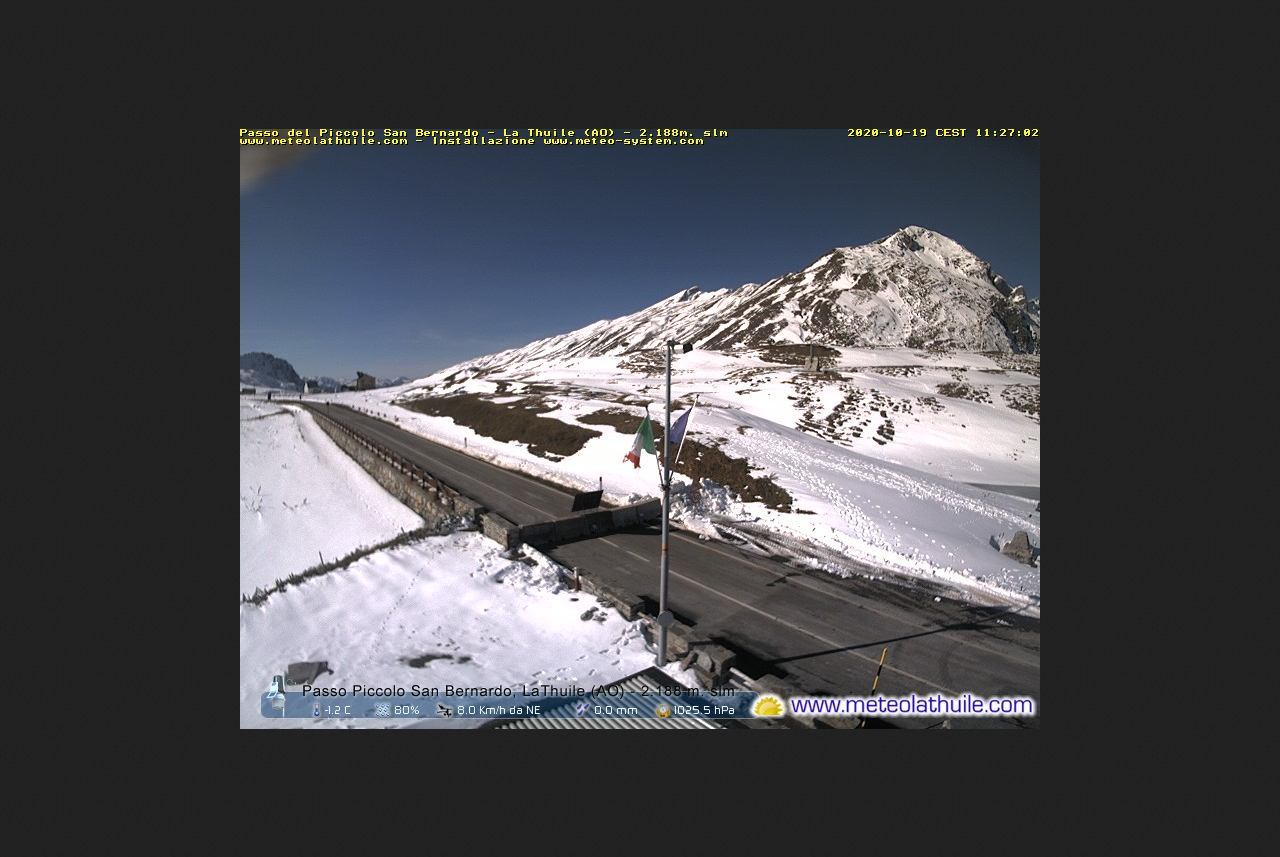 Passo del Piccolo San Bernardo - La Thuile (AO) - 2.188m. slm
2020-10-19 CEST 11:27:02
www.meteolathuile.com - Installazione www.meteo-system.com
Passo Piccolo San Bernardo, LaThuile (AO) - 2.188 m. slm
-1.2 C 80% 8.0 Km/h da NE 0.0 mm 1025.5 hPa
www.meteolathuile.com